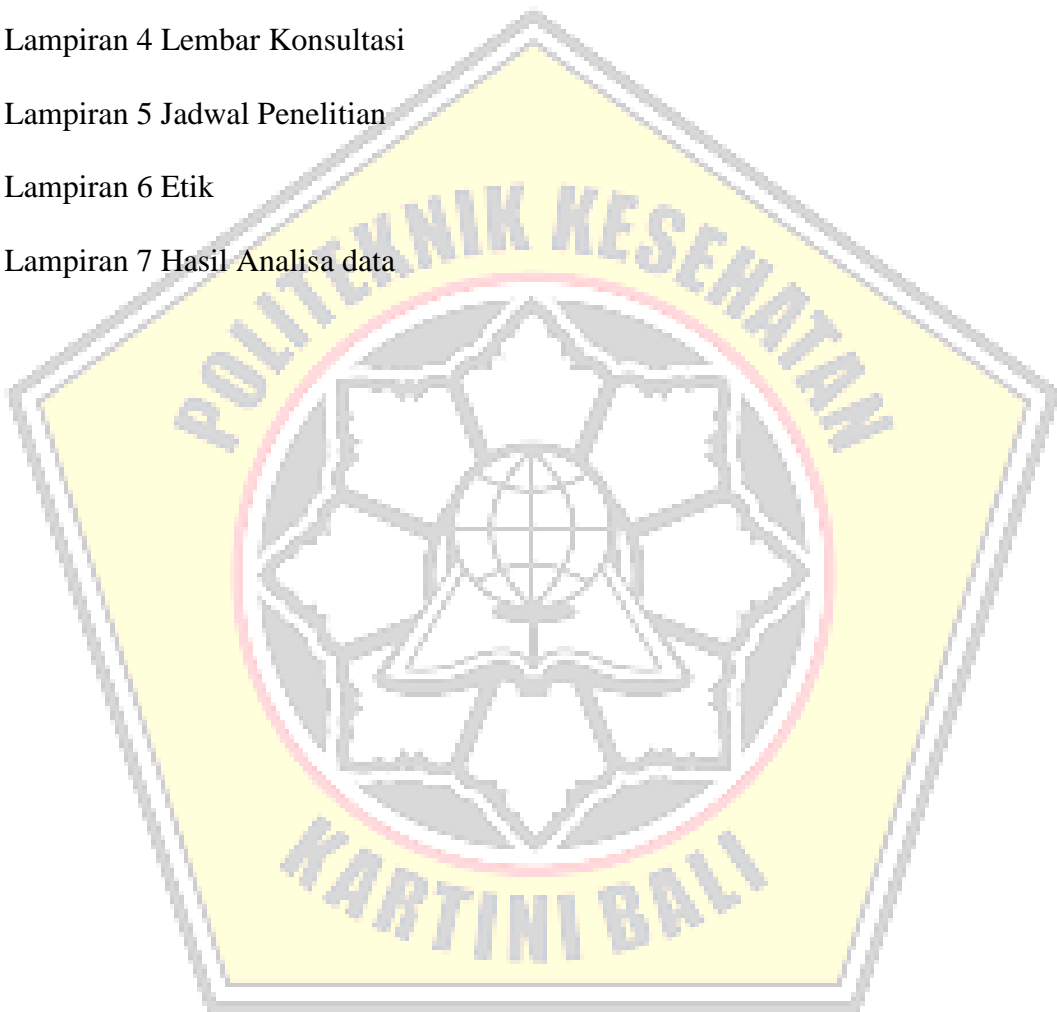 Lampiran 4 Lembar Konsultasi
Lampiran 5 Jadwal Penelitian
Lampiran 6 Etik
Lampiran 7 Hasil Analisa data
POLITEKNIK KESEHATAN
KARTINI BALI